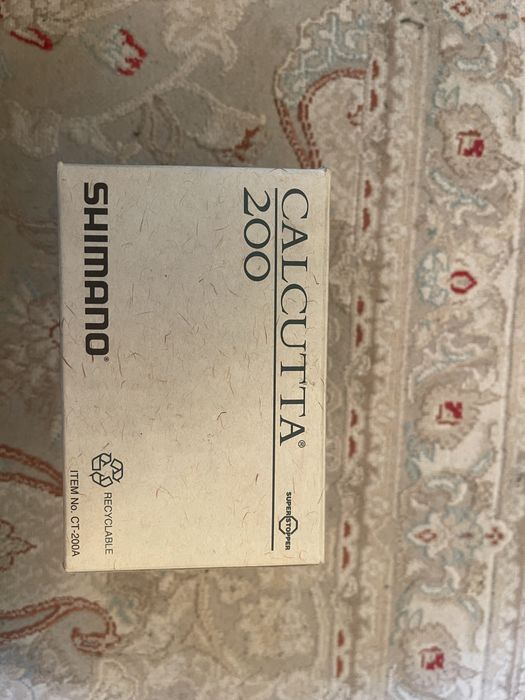 CALCUTTA®
200
SUPER STOPPER
SHIMANO®
RECYCLABLE
ITEM No. CT-200A